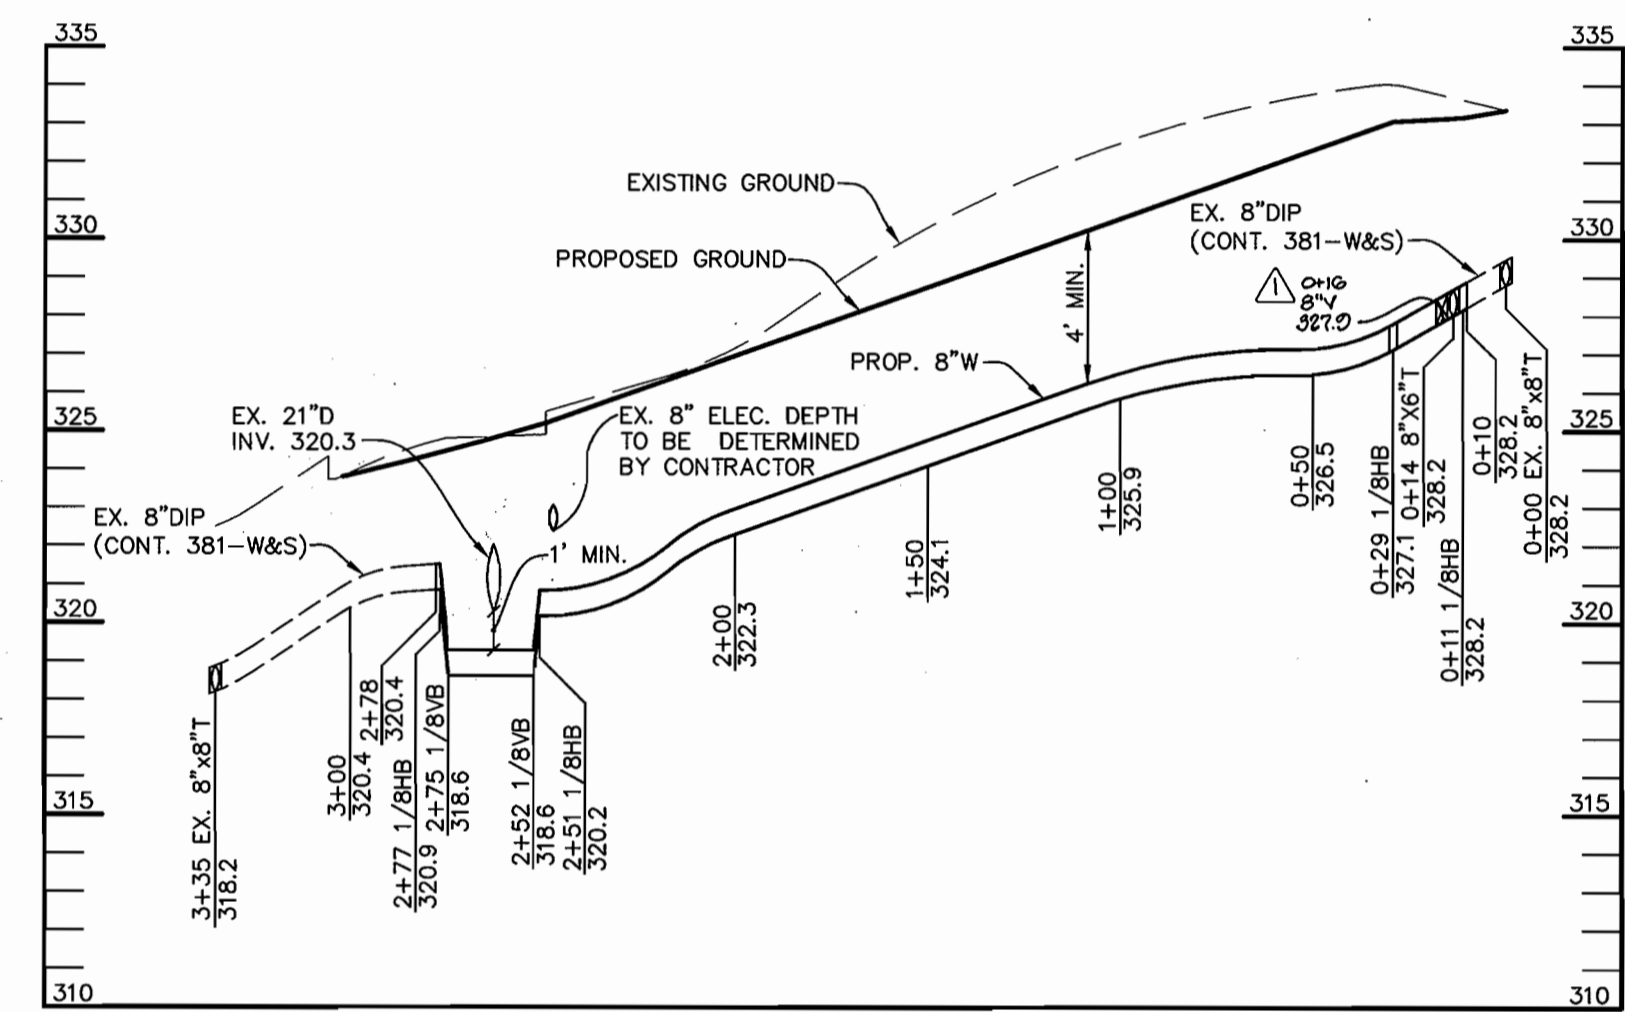 335
335
EXISTING GROUND
330
PROPOSED GROUND
EX. 8"DIP
(CONT. 381-W&S)
330
1
0+16
8"V
327.9
4' MIN.
PROP. 8"W
325
EX. 21"D
INV. 320.3
EX. 8" ELEC. DEPTH
TO BE DETERMINED
BY CONTRACTOR
325
EX. 8"DIP
(CONT. 381-W&S)
1' MIN.
320
320
3+35 EX. 8"x8"T
318.2
3+00
320.4
2+78
320.4
2+77 1/8HB
320.9
2+75 1/8VB
318.6
2+52 1/8VB
318.6
2+51 1/8HB
320.2
2+00
322.3
1+50
324.1
1+00
325.9
0+50
326.5
0+29 1/8HB
327.1
0+14 8"X6"T
328.2
0+11 1/8HB
328.2
0+10
328.2
0+00 EX. 8"x8"T
328.2
315
315
310
310